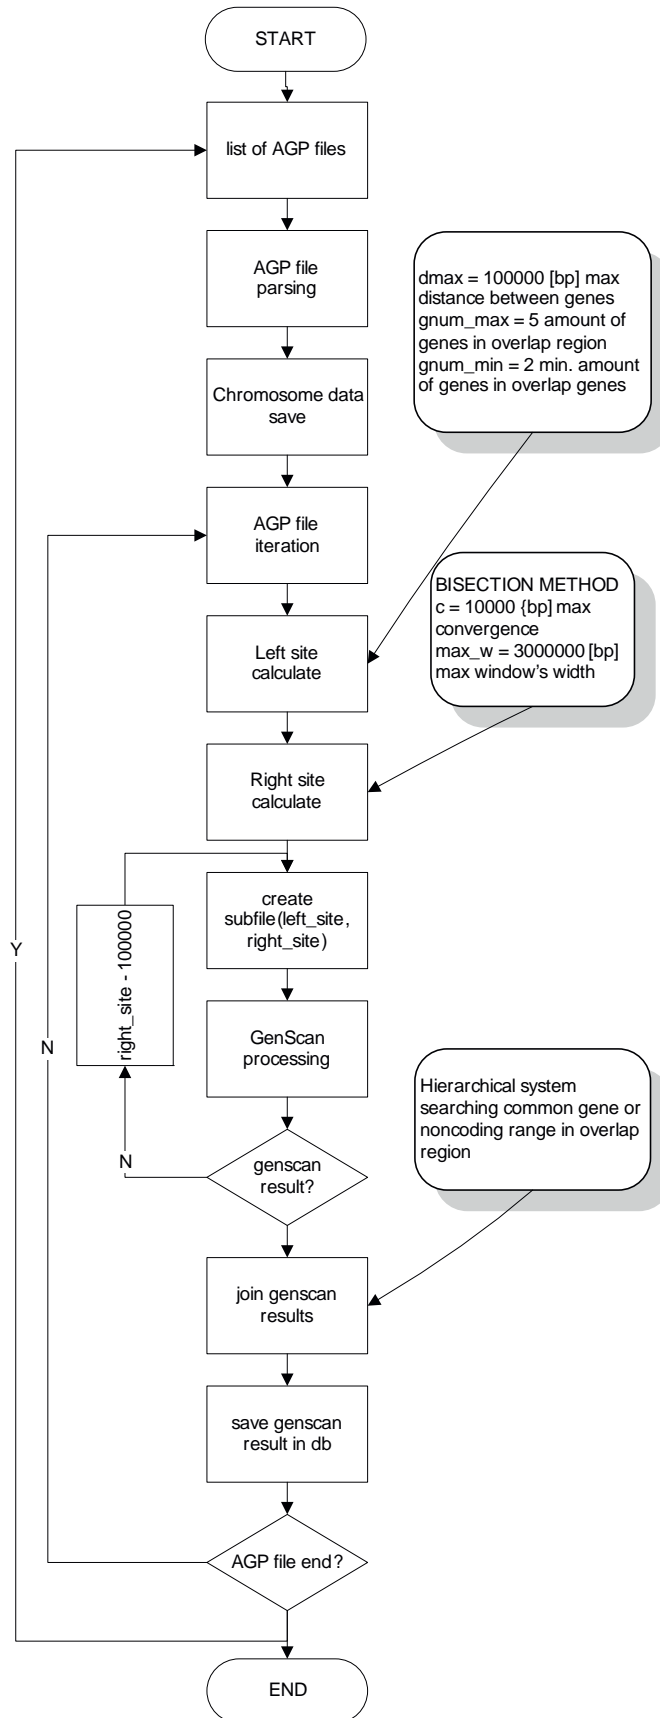 START
list of AGP files
AGP file
parsing
dmax = 100000 [bp] max
distance between genes
gnum_max = 5 amount of
genes in overlap region
gnum_min = 2 min. amount
of genes in overlap genes
Chromosome data
save
AGP file
iteration
BISECTION METHOD
c = 10000 {bp] max
convergence
max_w = 3000000 [bp]
max window's width
Left site
calculate
Right site
calculate
create
subfile(left_site,
right_site)
right_site - 100000
Y
N
GenScan
processing
Hierarchical system
searching common gene or
noncoding range in overlap
region
N
genscan
result?
join genscan
results
save genscan
result in db
AGP file end?
END